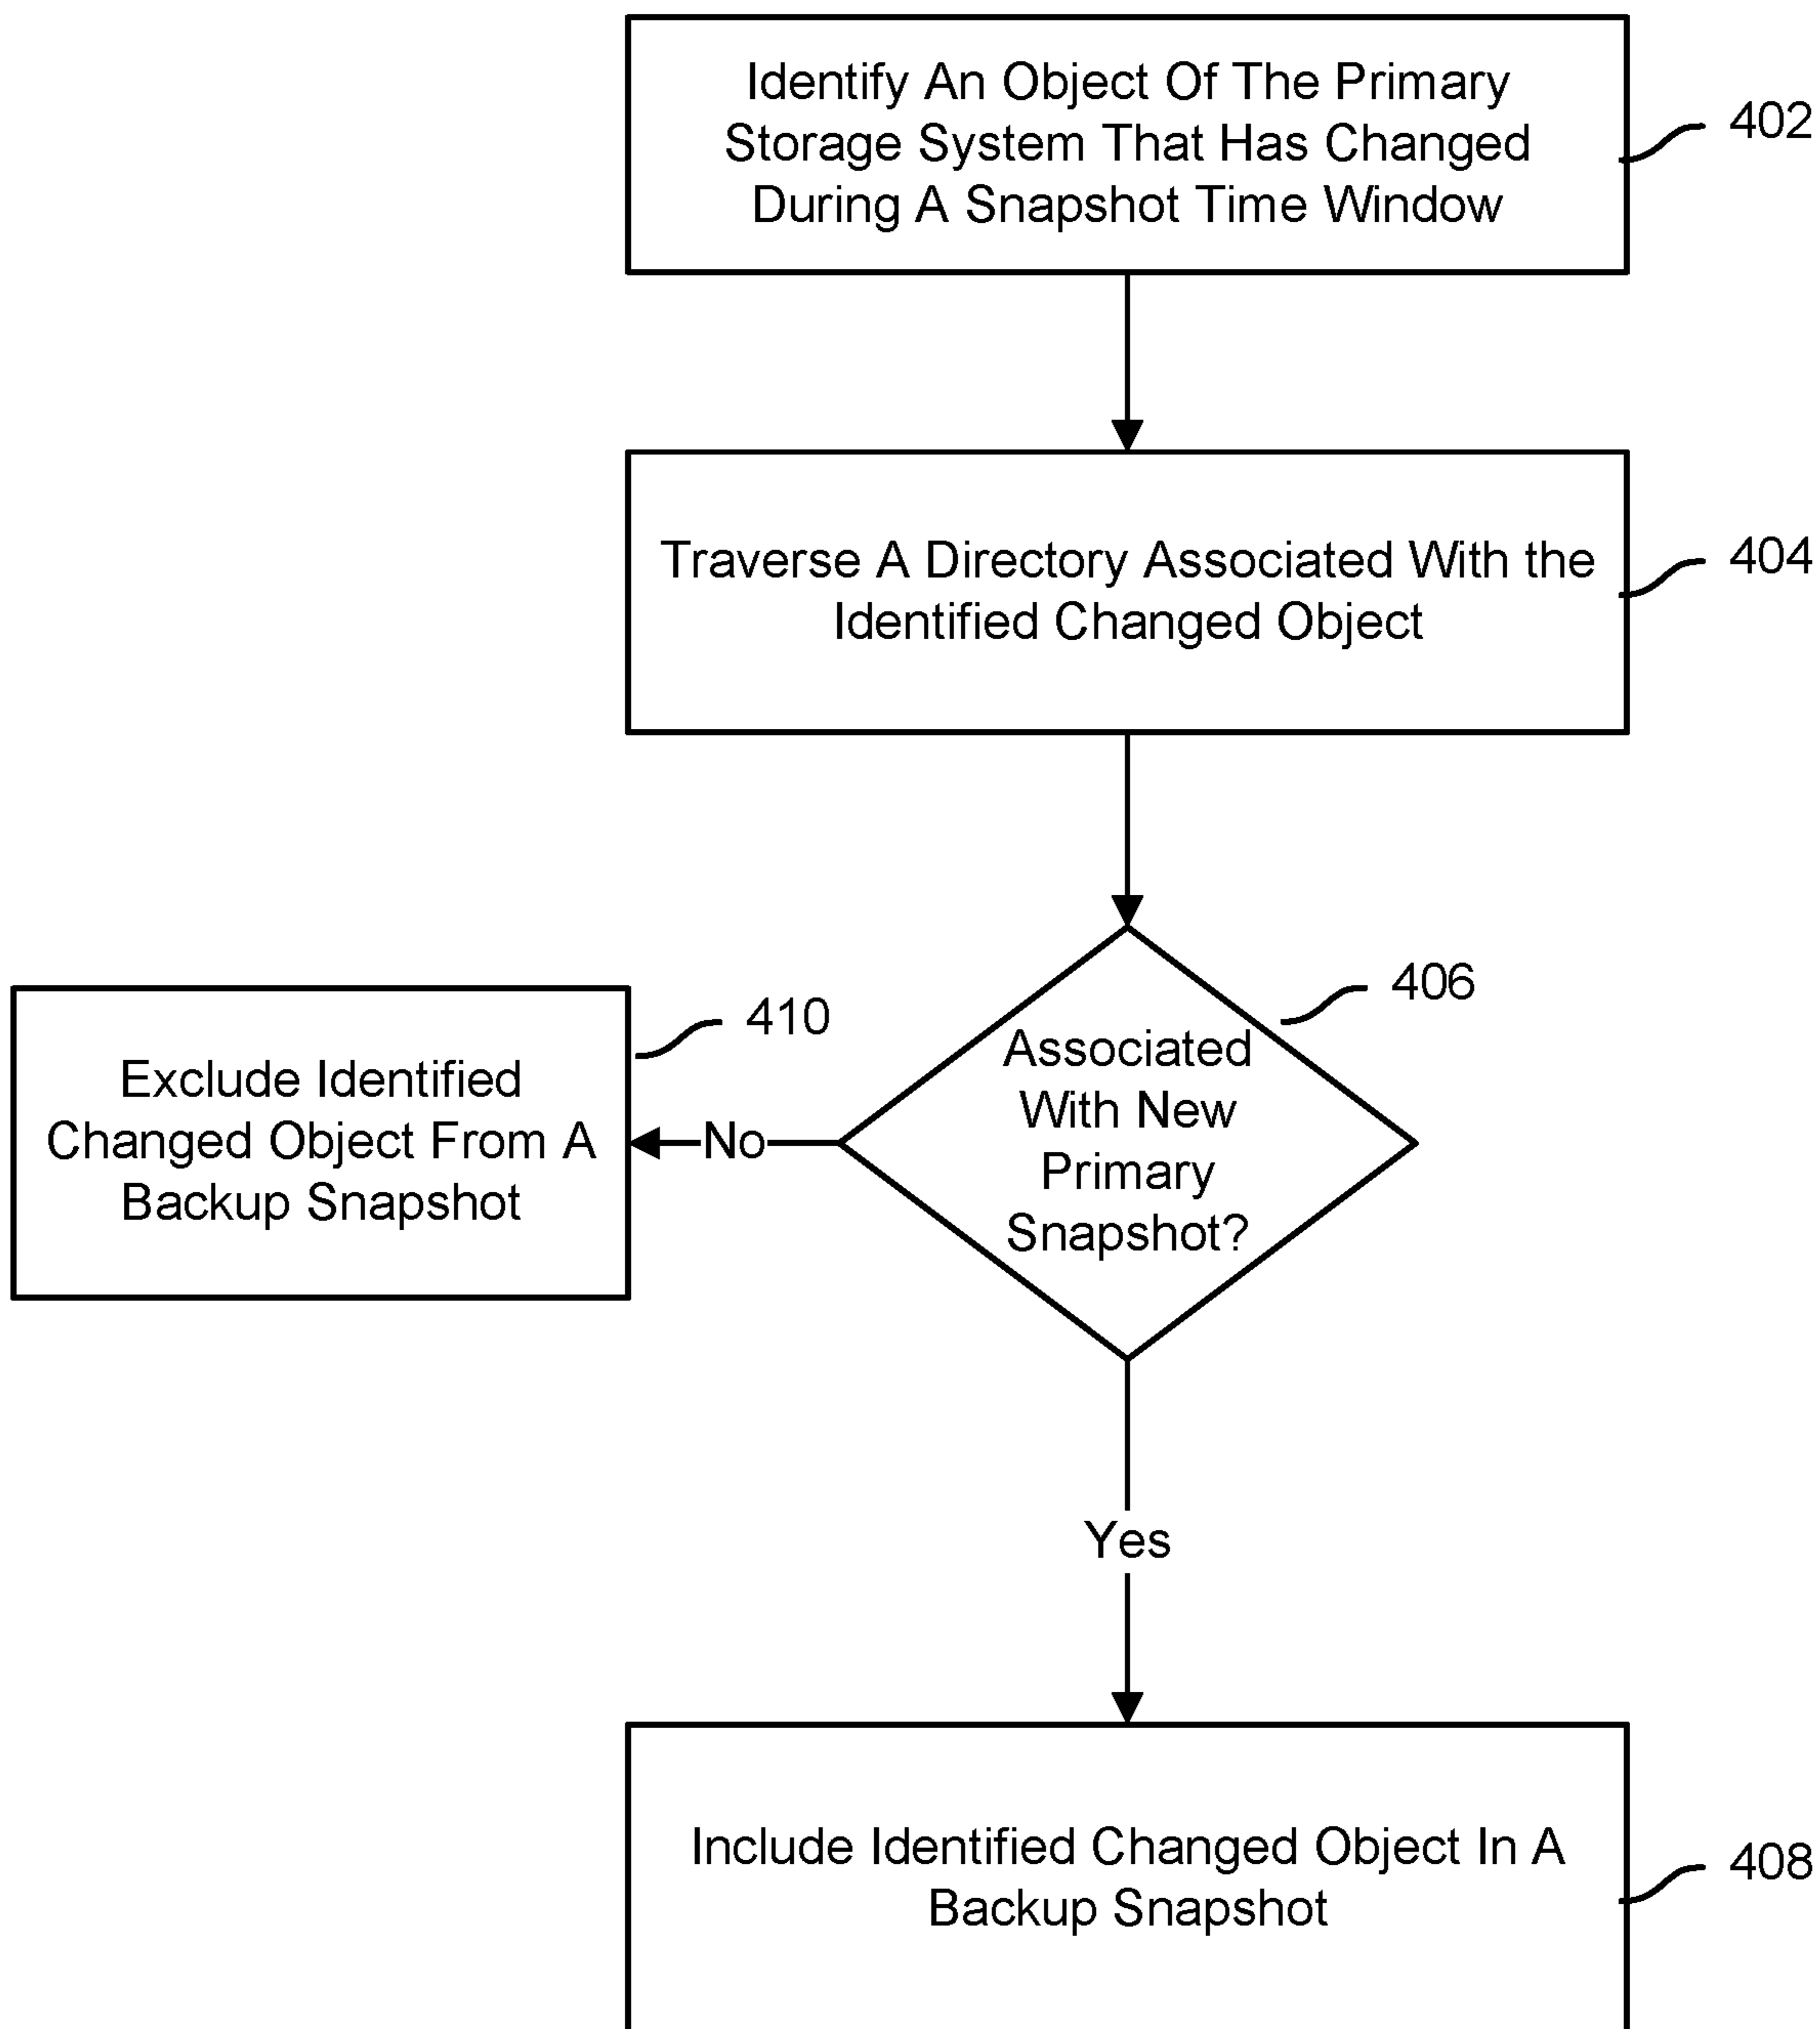 Identify An Object Of The Primary
Storage System That Has Changed
During A Snapshot Time Window
402
Traverse A Directory Associated With the
Identified Changed Object
404
406
Associated
With New
Primary
Snapshot?
410
Exclude Identified
Changed Object From A
Backup Snapshot
No
Yes
Include Identified Changed Object In A
Backup Snapshot
408